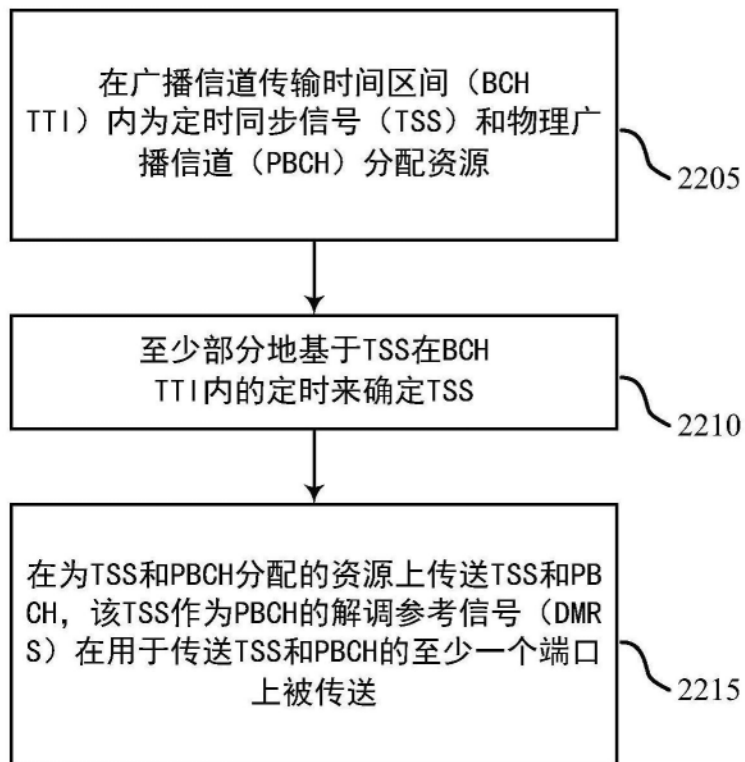 在广播信道传输时间区间（BCH
TTI）内为定时同步信号（TSS）和物理广
播信道（PBCH）分配资源
2205
至少部分地基于TSS在BCH
TTI内的定时来确定TSS
2210
在为TSS和PBCH分配的资源上传送TSS和PB
CH，该TSS作为PBCH的解调参考信号（DMR
S）在用于传送TSS和PBCH的至少一个端口
上被传送
2215